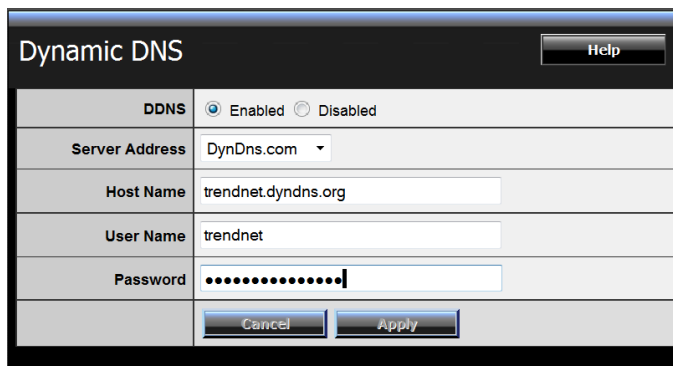 Dynamic DNS
Help
DDNS Enabled Disabled
Server Address DynDns.com
Host Name trendnet.dyndns.org
User Name trendnet
Password •••••••••••••••
Cancel Apply